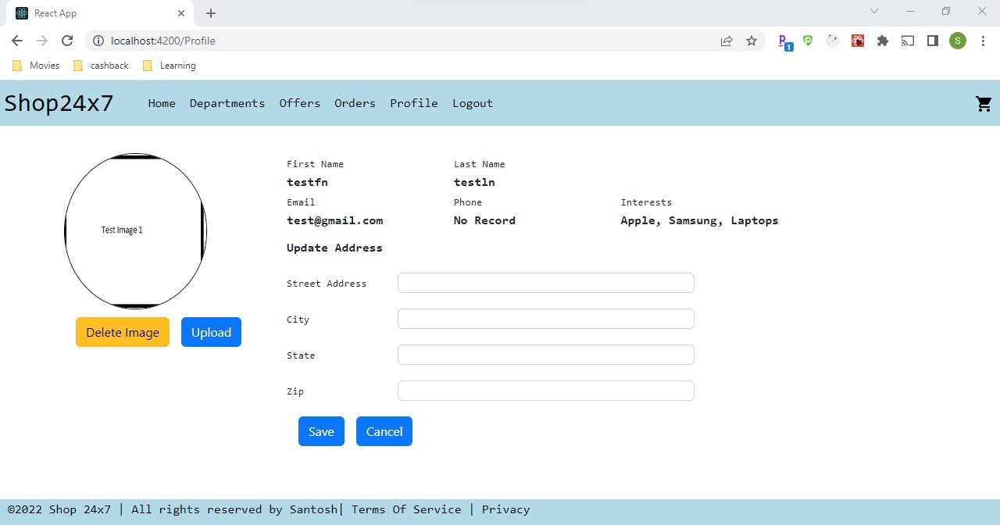 React App
localhost:4200/Profile
1
S
Movies cashback Learning
Shop24x7 Home Departments Offers Orders Profile Logout
Test Image 1
Delete Image Upload
First Name Last Name
testfn testln
Email Phone Interests
test@gmail.com No Record Apple, Samsung, Laptops
Update Address
Street Address
City
State
Zip
Save Cancel
©2022 Shop 24x7 | All rights reserved by Santosh| Terms Of Service | Privacy